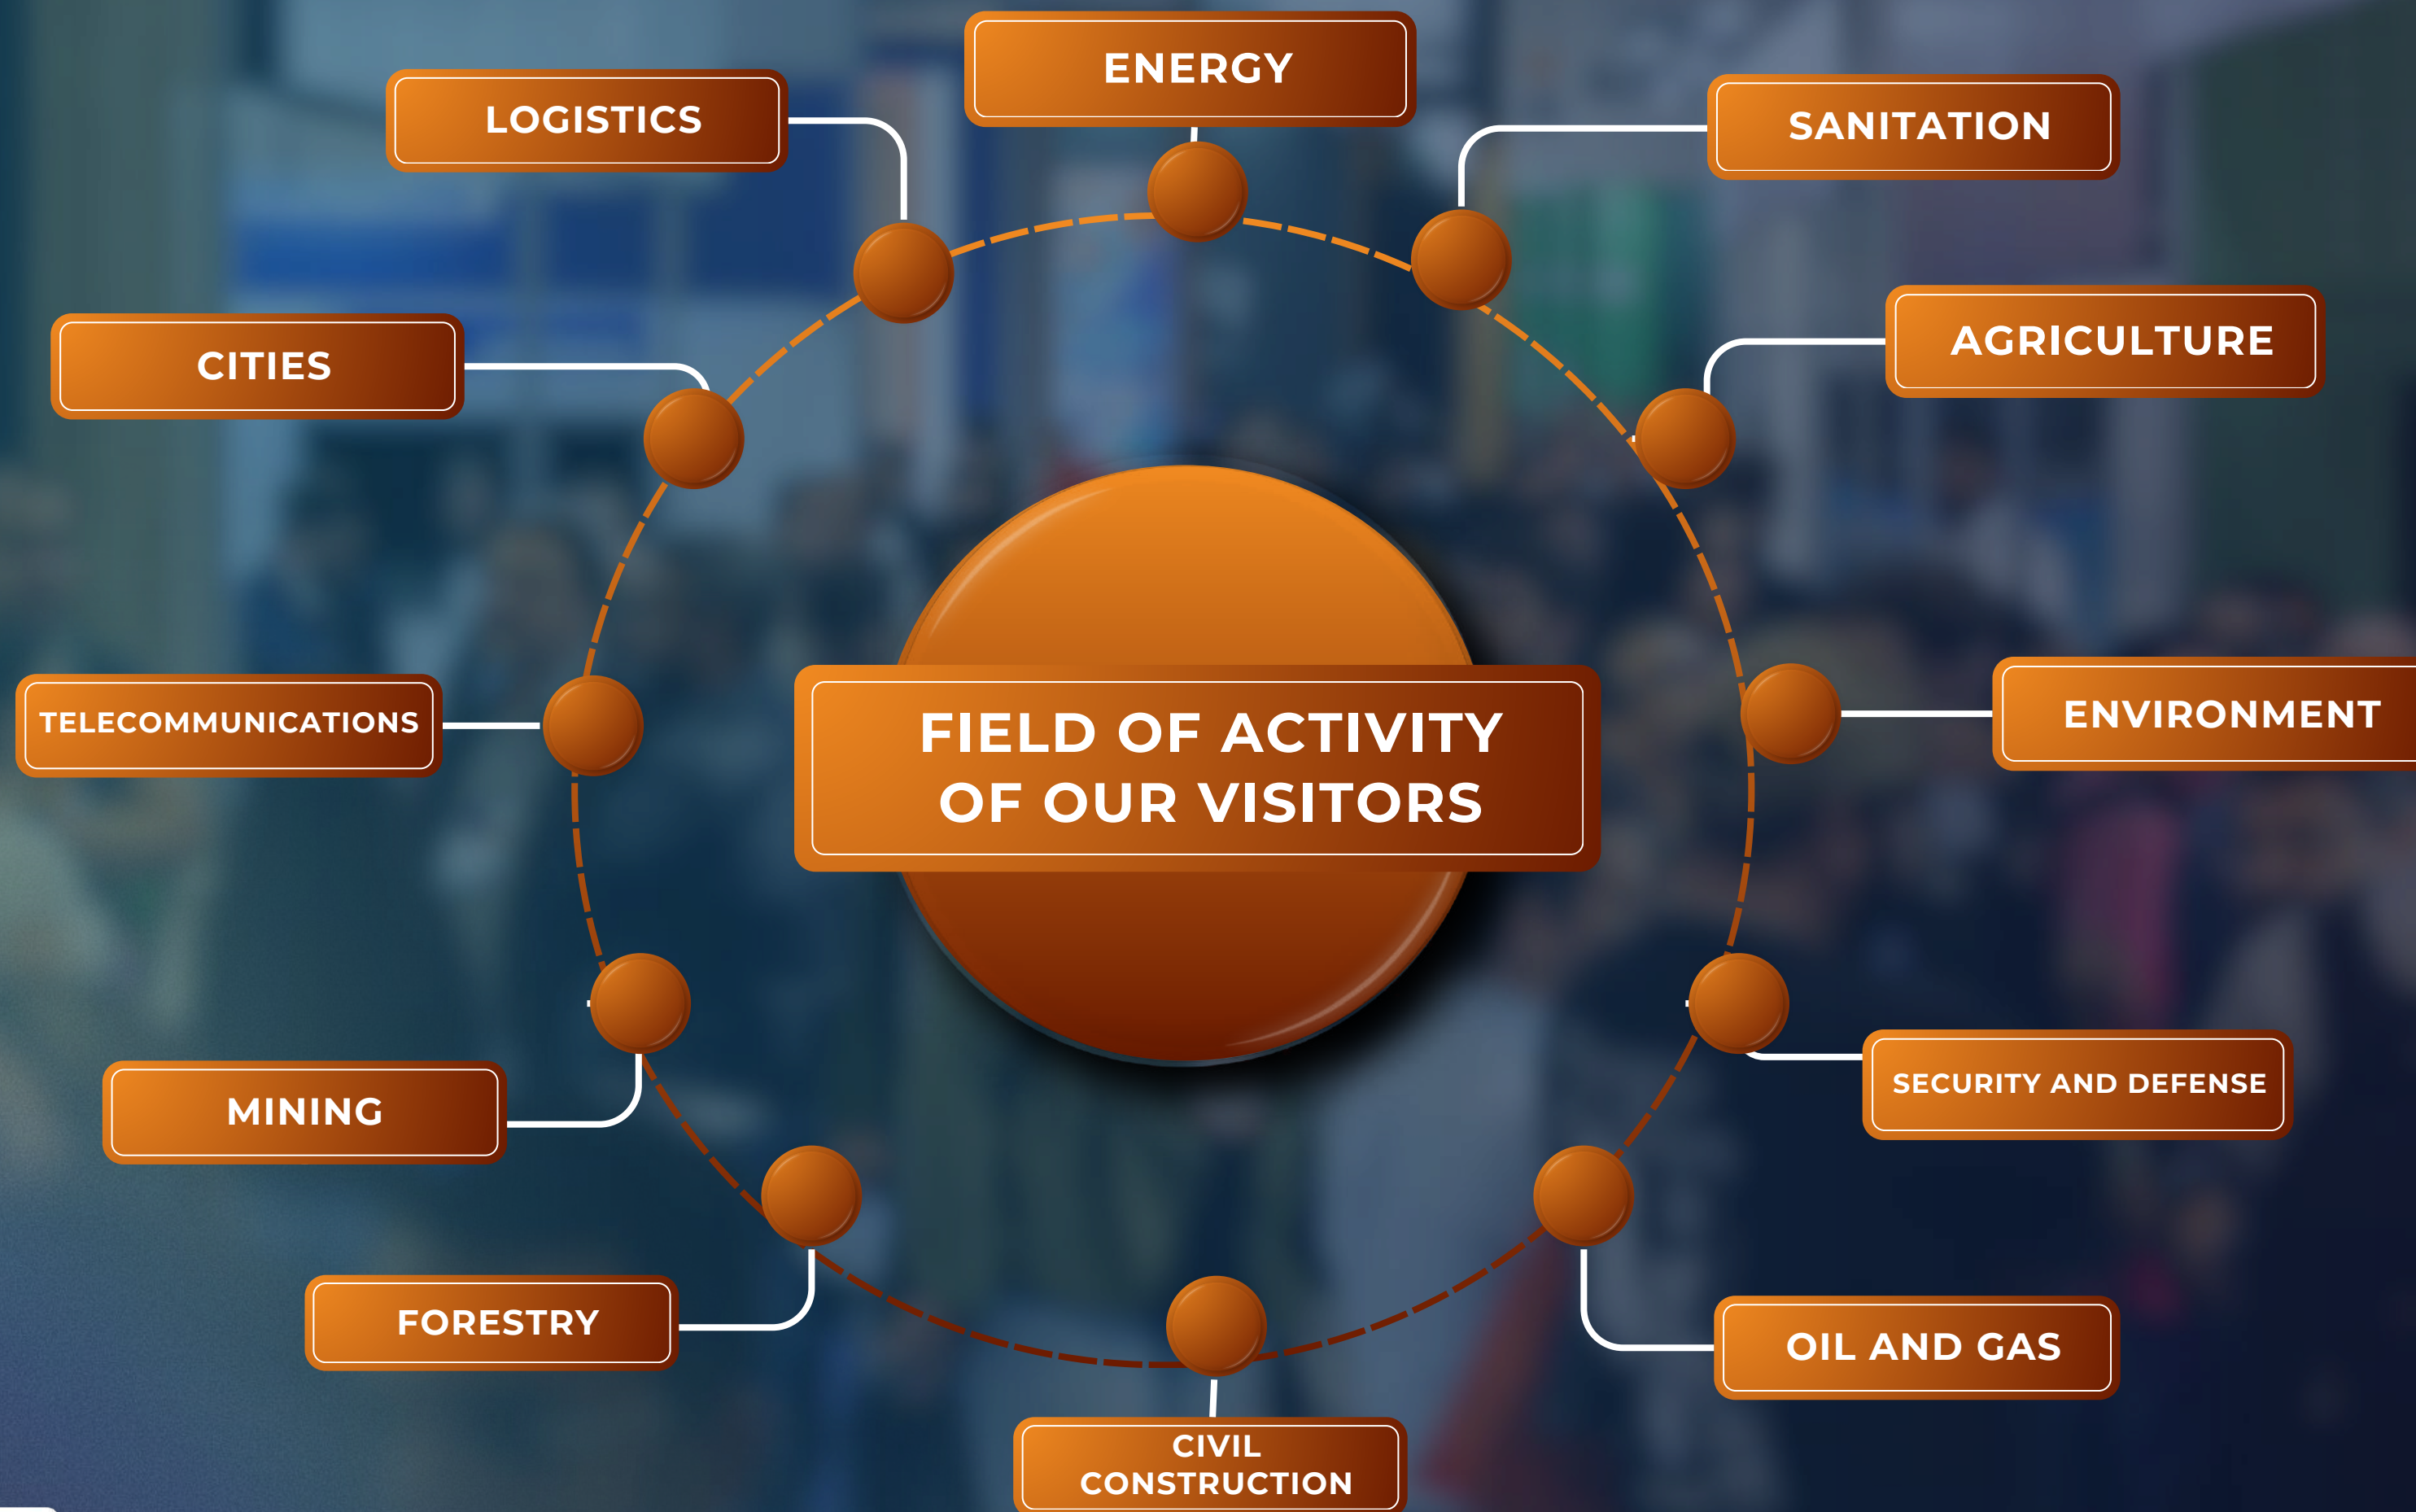 ENERGY
LOGISTICS
SANITATION
AGRICULTURE
CITIES
ENVIRONMENT
TELECOMMUNICATIONS
FIELD OF ACTIVITY
OF OUR VISITORS
SECURITY AND DEFENSE
MINING
FORESTRY
OIL AND GAS
CIVIL
CONSTRUCTION